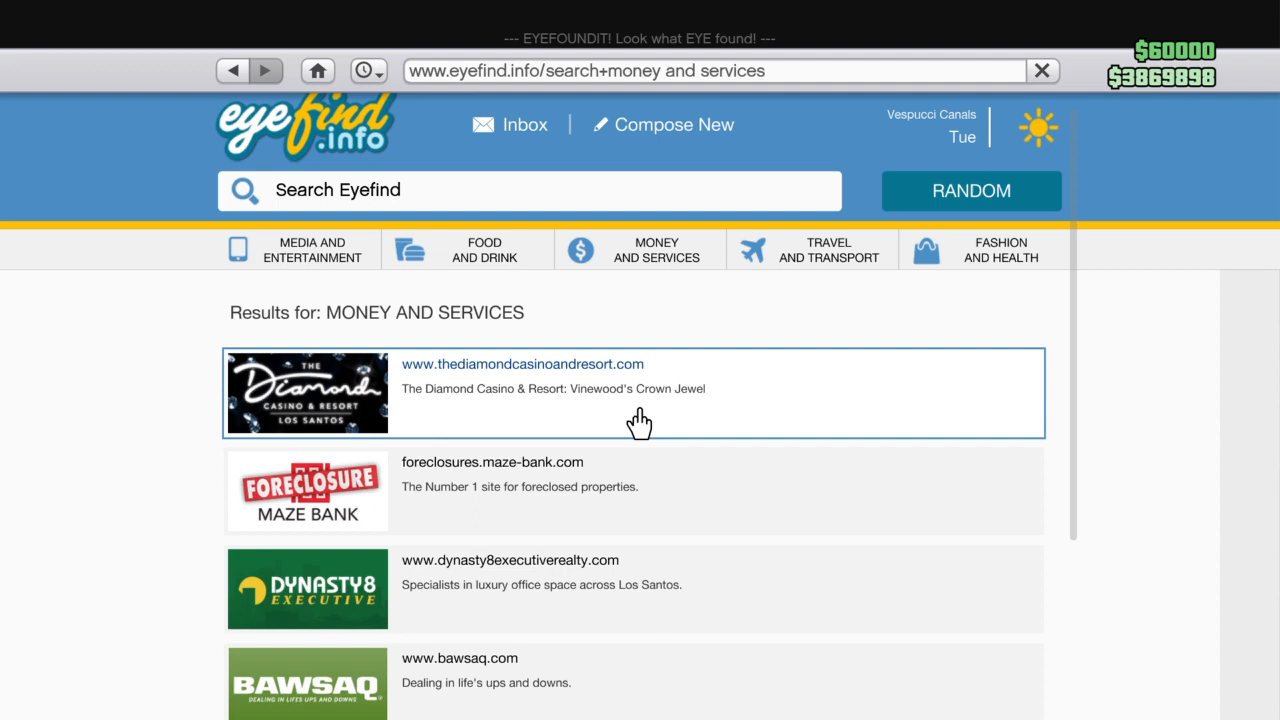 --- EYEFOUNDIT! Look what EYE found! ---
$60000
$3869898
www.eyefind.info/search+money and services
eyefind
.info
Inbox
Compose New
Vespucci Canals
Tue
Search Eyefind
RANDOM
MEDIA AND
ENTERTAINMENT
FOOD
AND DRINK
MONEY
AND SERVICES
TRAVEL
AND TRANSPORT
FASHION
AND HEALTH
Results for: MONEY AND SERVICES
THE
Diamond
CASINO & RESORT
LOS SANTOS
www.thediamondcasinoandresort.com
The Diamond Casino & Resort: Vinewood's Crown Jewel
FORECLOSURE
MAZE BANK
foreclosures.maze-bank.com
The Number 1 site for foreclosed properties.
DYNASTY8
EXECUTIVE
www.dynasty8executiverealty.com
Specialists in luxury office space across Los Santos.
BAWSAQ
DEALING IN LIFES UPS AND DOWNS
www.bawsaq.com
Dealing in life's ups and downs.